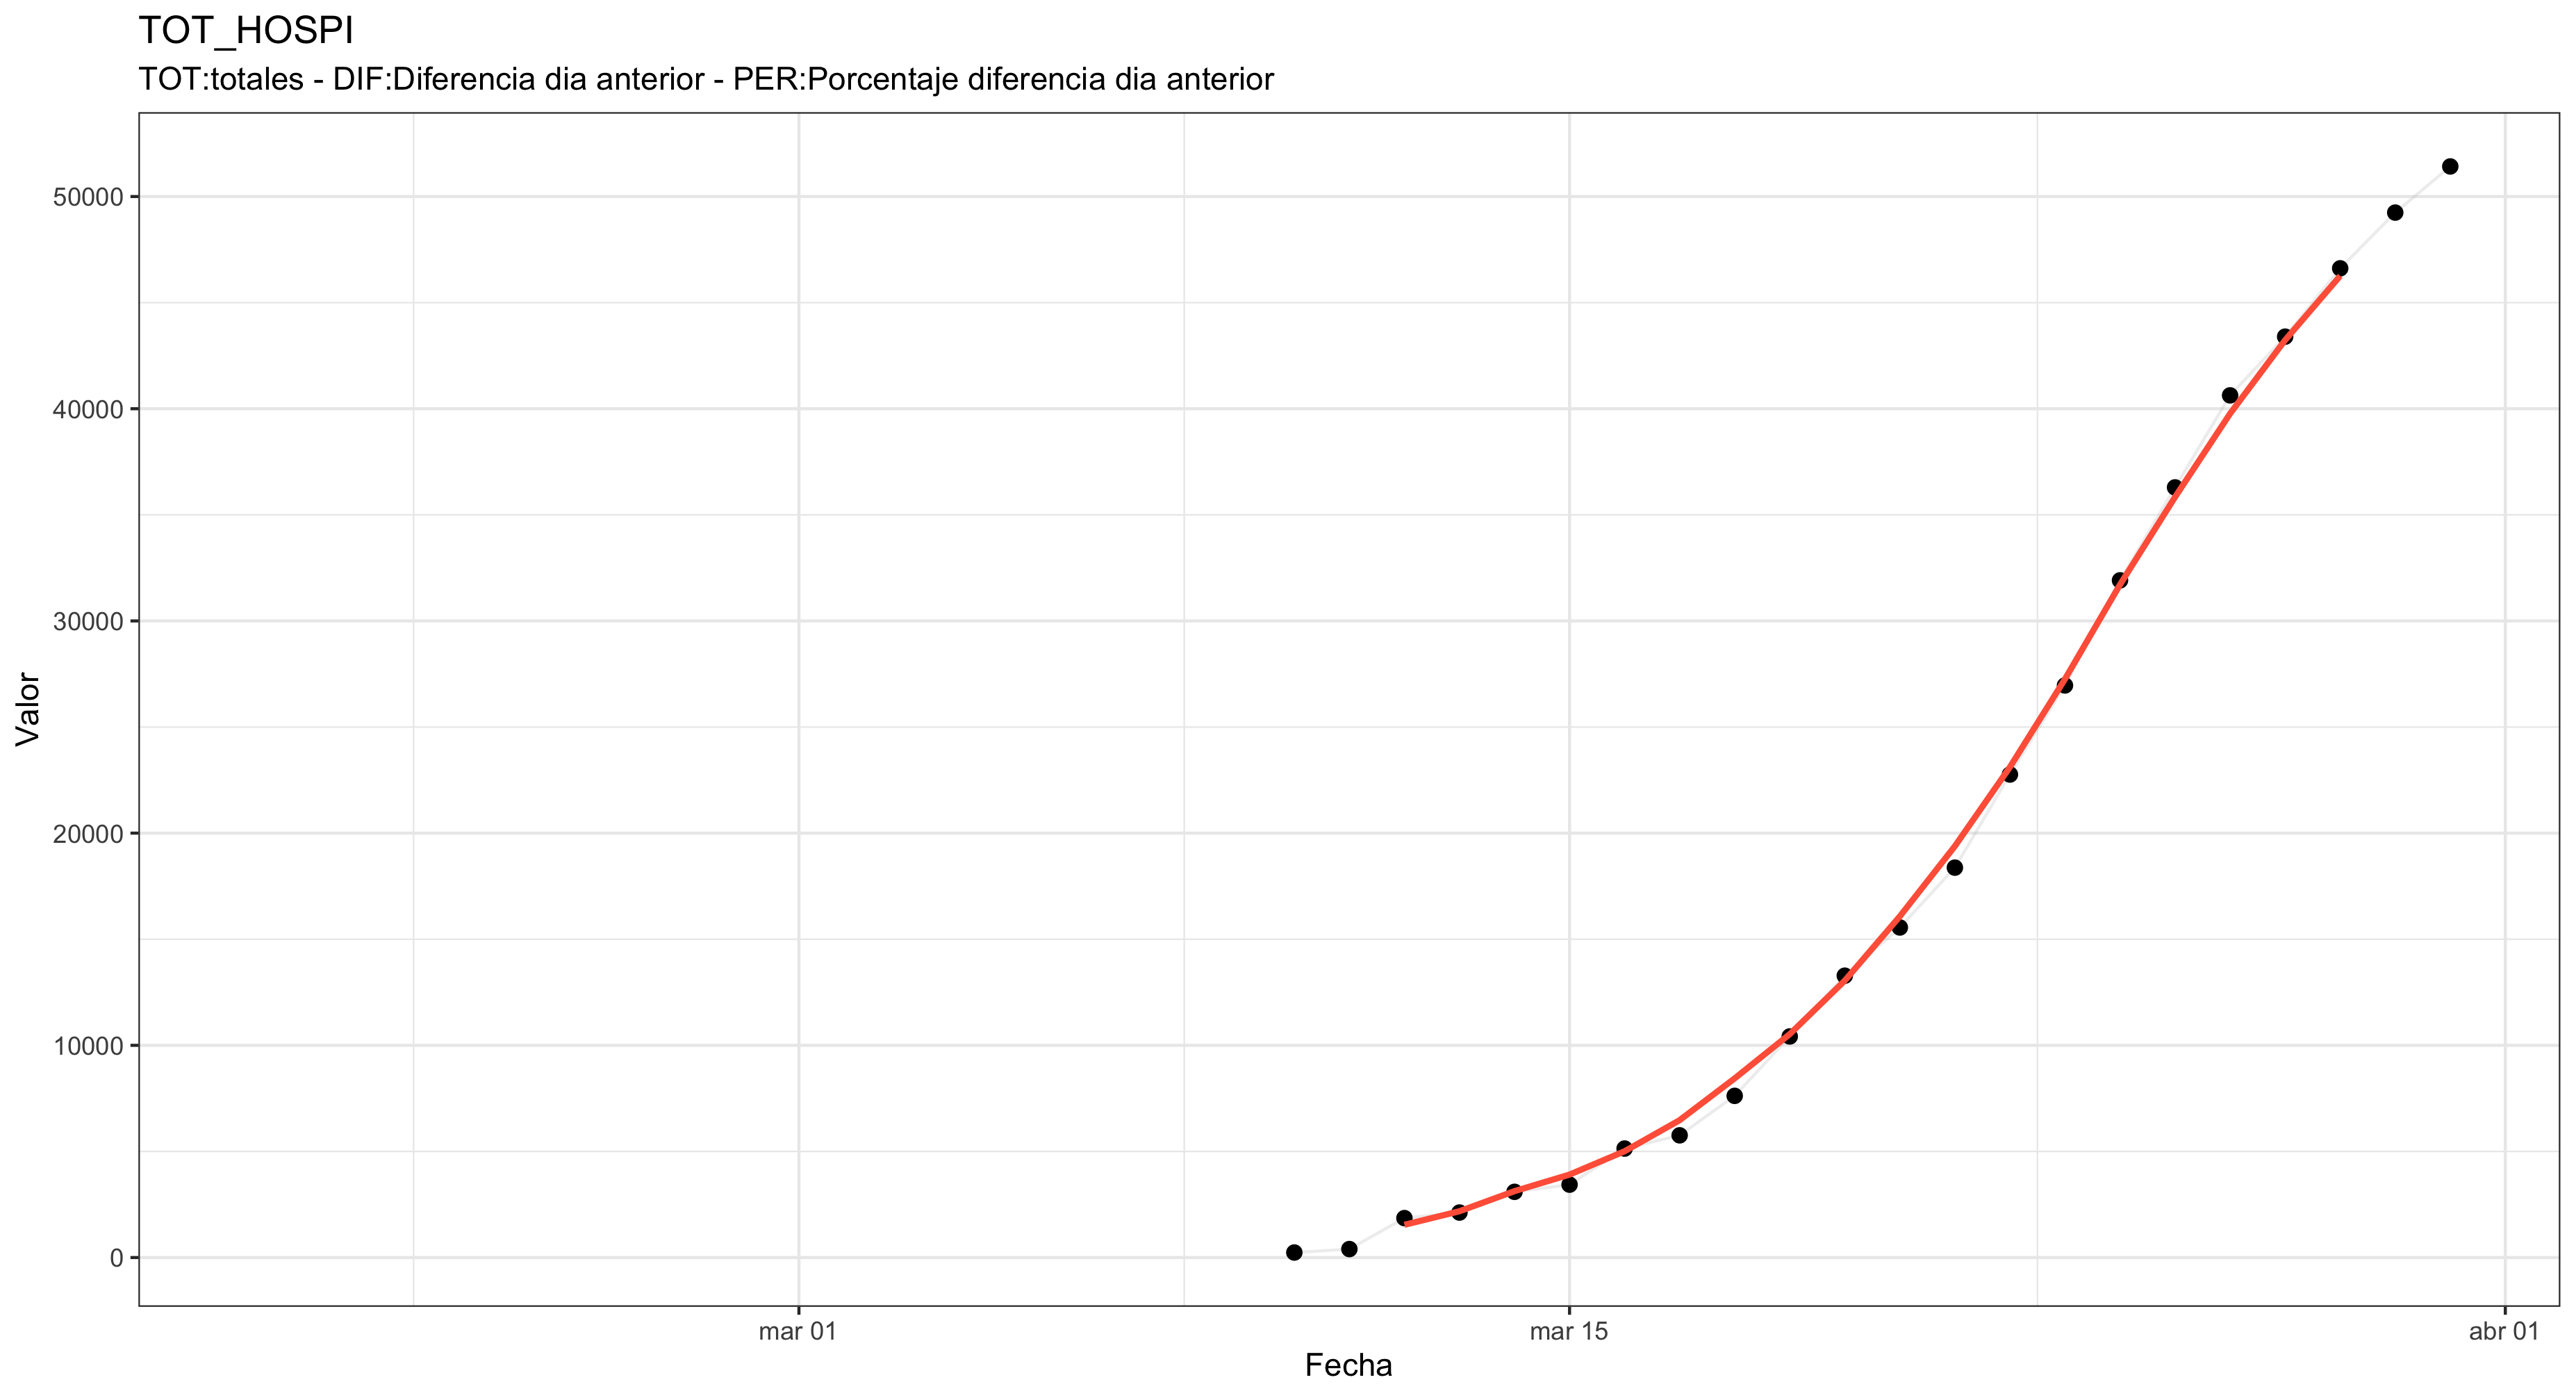 TOT_HOSPI
TOT:totales - DIF:Diferencia dia anterior - PER:Porcentaje diferencia dia anterior
50000
40000
30000
20000
10000
0
Valor
mar 01
mar 15
abr 01
Fecha